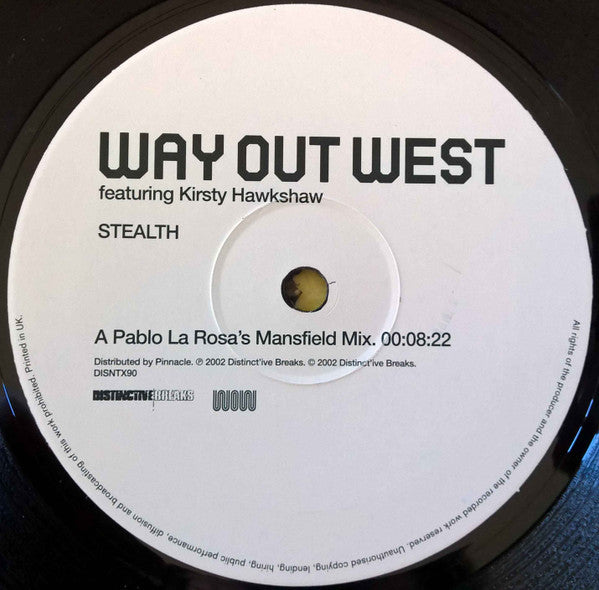 WAY OUT WEST
featuring Kirsty Hawkshaw
STEALTH
A Pablo La Rosa's Mansfield Mix. 00:08:22
Distributed by Pinnacle. ℗ 2002 Distinct'ive Breaks. © 2002 Distinct'ive Breaks.
DISNTX90
DISTINCTIVE BREAKS WOW
All rights of the producer and the owner of the recorded work reserved. Unauthorised copying, lending, hiring, public performance, diffusion and broadcasting of this work prohibited. Printed in UK.